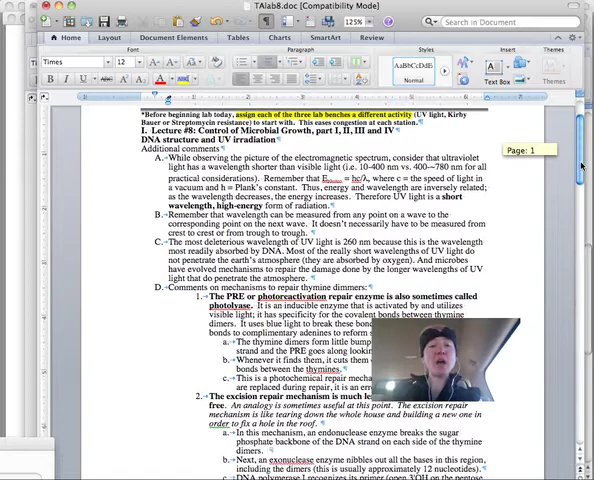 TAlab8.doc [Compatibility Mode]
125%
Search in Document
Home Layout Document Elements Tables Charts SmartArt Review
Font Paragraph Styles Insert Themes
Times 12
AaBbCcDdEe
Normal
Text Box Themes
B I U
*Before beginning lab today, assign each of the three lab benches a different activity (UV light, Kirby
Bauer or Streptomycin resistance) to start with. This eases congestion at each station.
I. Lecture #8: Control of Microbial Growth, part I, II, III and IV
DNA structure and UV irradiation
Additional comments
Page: 1
A. While observing the picture of the electromagnetic spectrum, consider that ultraviolet
light has a wavelength shorter than visible light (i.e. 10-400 nm vs. 400-~780 nm for all
practical considerations). Remember that E = hc/λ, where c = the speed of light in
a vacuum and h = Plank's constant. Thus, energy and wavelength are inversely related;
as the wavelength decreases, the energy increases. Therefore UV light is a short
wavelength, high-energy form of radiation.
B. Remember that wavelength can be measured from any point on a wave to the
corresponding point on the next wave. It doesn't necessarily have to be measured from
crest to crest or from trough to trough.
C. The most deleterious wavelength of UV light is 260 nm because this is the wavelength
most readily absorbed by DNA. Most of the really short wavelengths of UV light do
not penetrate the earth's atmosphere (they are absorbed by oxygen). And microbes
have evolved mechanisms to repair the damage done by the longer wavelengths of UV
light that do penetrate the atmosphere.
D. Comments on mechanisms to repair thymine dimmers:
1. The PRE or photoreactivation repair enzyme is also sometimes called
photolyase. It is an inducible enzyme that is activated by and utilizes
visible light; it has specificity for the covalent bonds between thymine
dimers. It uses blue light to break these bond
bonds to complimentary adenines to reform
a. The thymine dimers form little bump
strand and the PRE goes along lookin
b. Whenever it finds them, it cuts them
bonds between the thymines.
c. This is a photochemical repair mecha
are replaced during repair, it is an err
2. The excision repair mechanism is much le
free. An analogy is sometimes useful at this point. The excision repair
mechanism is like tearing down the whole house and building a new one in
order to fix a hole in the roof.
a. In this mechanism, an endonuclease enzyme breaks the sugar
phosphate backbone of the DNA strand on each side of the thymine
dimers.
b. Next, an exonuclease enzyme nibbles out all the bases in this region,
including the dimers (this is usually approximately 12 nucleotides).
c. DNA polymerase I recognizes its primer (open 3'OH on the pentose